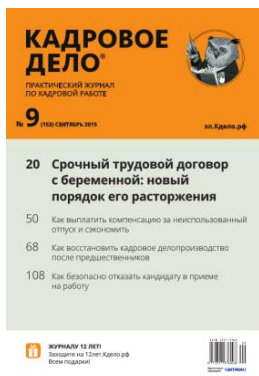 КАДРОВОЕ
ДЕЛО®
ПРАКТИЧЕСКИЙ ЖУРНАЛ
ПО КАДРОВОЙ РАБОТЕ
№ 9 (153) СЕНТЯБРЬ 2015
эл.Кдело.рф
20 Срочный трудовой договор
с беременной: новый
порядок его расторжения
50 Как выплатить компенсацию за неиспользованный
отпуск и сэкономить
68 Как восстановить кадровое делопроизводство
после предшественников
108 Как безопасно отказать кандидату в приеме
на работу
ЖУРНАЛУ 12 ЛЕТ!
Заходите на 12лет.Кдело.рф
Всем подарки!